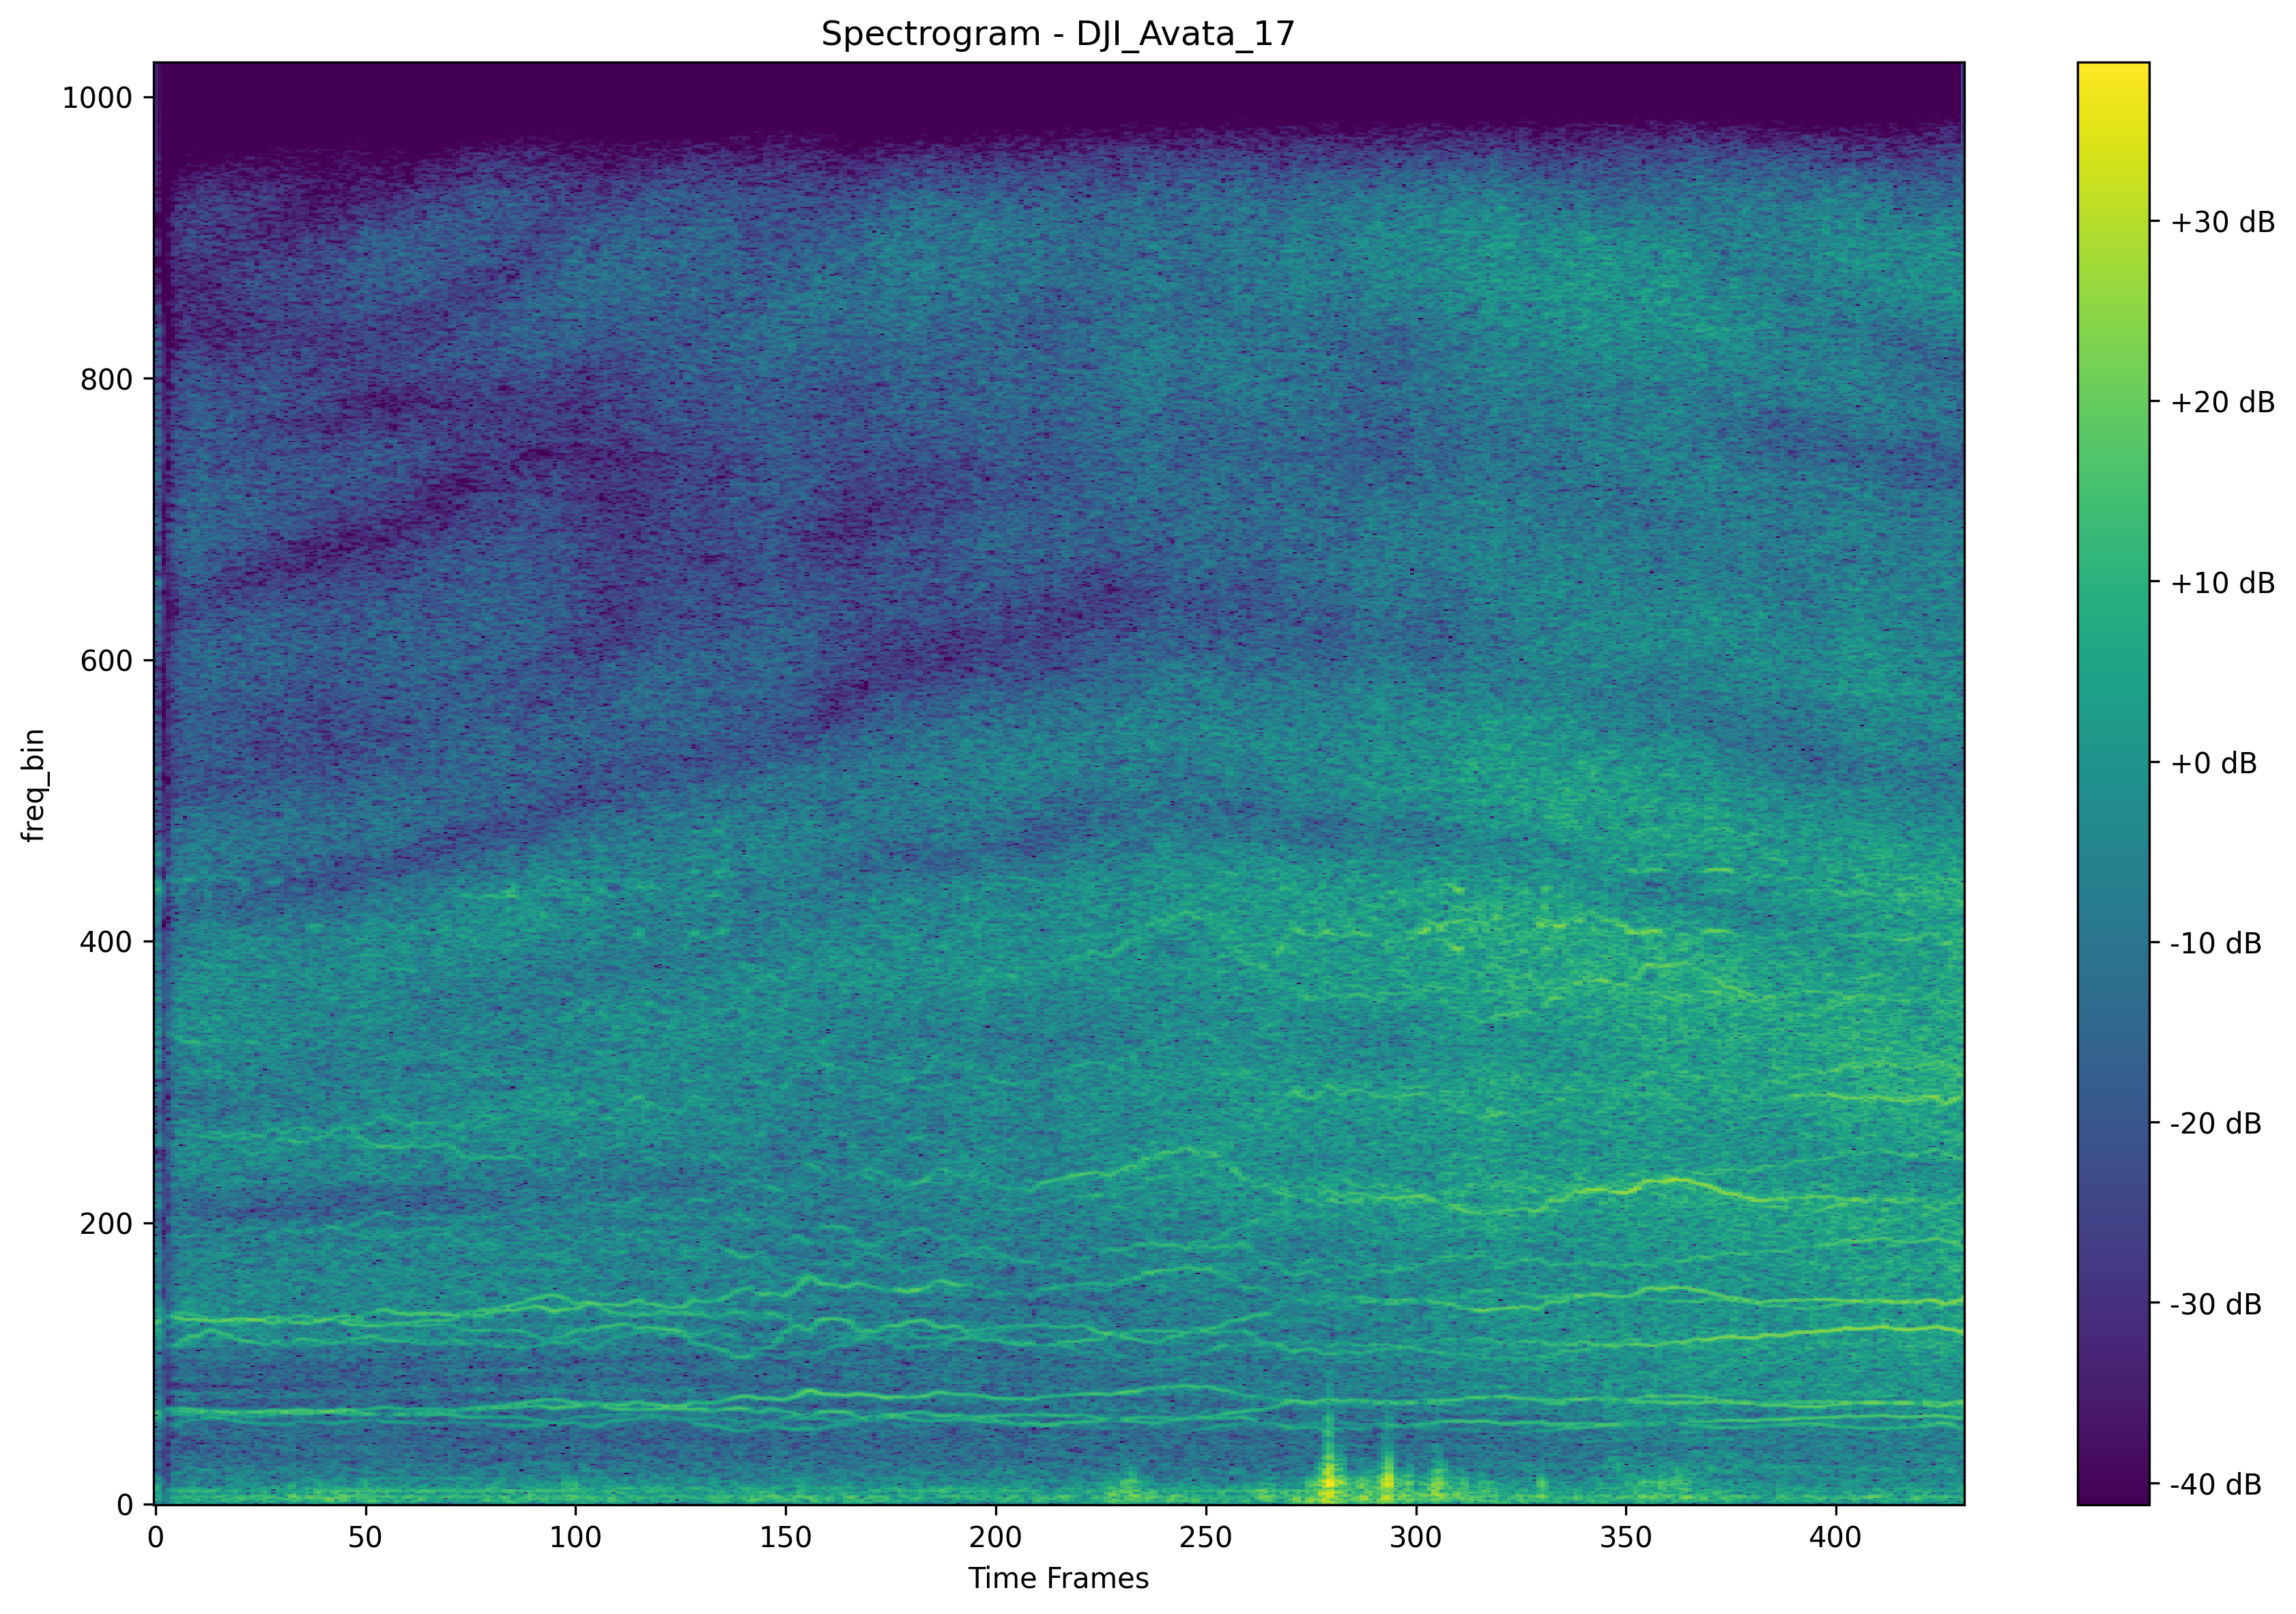 Spectrogram - DJI_Avata_17
1000
800
600
400
200
0
freq_bin
0 50 100 150 200 250 300 350 400
Time Frames
+30 dB
+20 dB
+10 dB
+0 dB
-10 dB
-20 dB
-30 dB
-40 dB